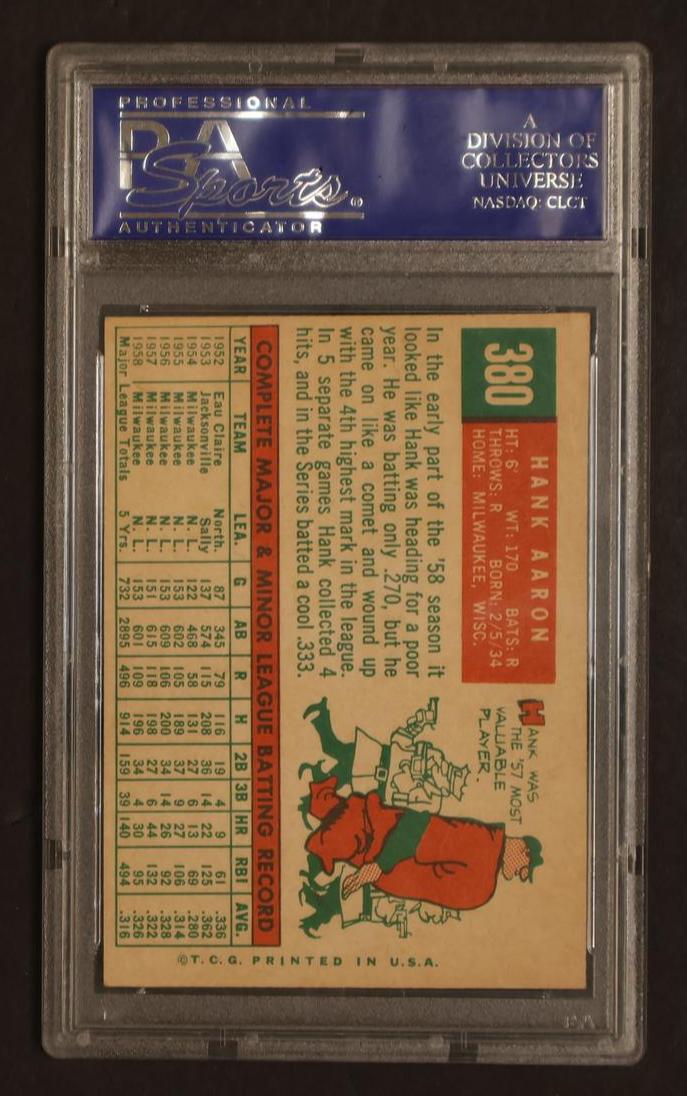 PROFESSIONAL
PSA
Sports®
AUTHENTICATOR
A
DIVISION OF
COLLECTORS
UNIVERSE
NASDAQ: CLCT
380
HANK AARON
HT: 6' WT: 170 BATS: R
THROWS: R BORN: 2/5/34
HOME: MILWAUKEE, WISC.
In the early part of the '58 season it
looked like Hank was heading for a poor
year. He was batting only .270, but he
came on like a comet and wound up
with the 4th highest mark in the league.
In 5 separate games Hank collected 4
hits, and in the Series batted a cool .333.
HANK WAS
THE '57 MOST
VALUABLE
PLAYER.
COMPLETE MAJOR & MINOR LEAGUE BATTING RECORD
YEAR TEAM LEA. G AB R H 2B 3B HR RBI AVG.
1952 Eau Claire North. 87 345 79 116 19 4 9 61 .336
1953 Jacksonville Sally 137 574 115 208 36 14 22 125 .362
1954 Milwaukee N. L. 122 468 58 131 27 6 13 69 .280
1955 Milwaukee N. L. 153 602 105 189 37 9 27 106 .314
1956 Milwaukee N. L. 153 609 106 200 34 14 26 92 .328
1957 Milwaukee N. L. 151 615 118 198 27 6 44 132 .322
1958 Milwaukee N. L. 153 601 109 196 34 4 30 95 .326
Major League Totals 5 Yrs. 732 2895 496 914 159 39 140 494 .316
©T.C.G. PRINTED IN U.S.A.